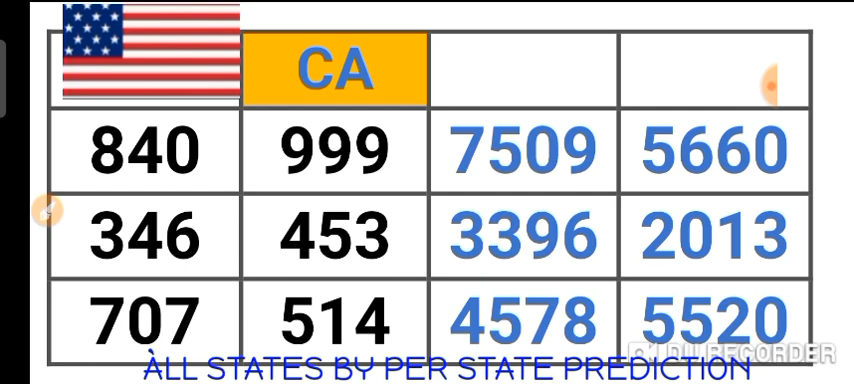 CA
840 999 7509 5660
346 453 3396 2013
707 514 4578 5520
DU RECORDER
ÀLL STATES BY PER STATE PREDICTION